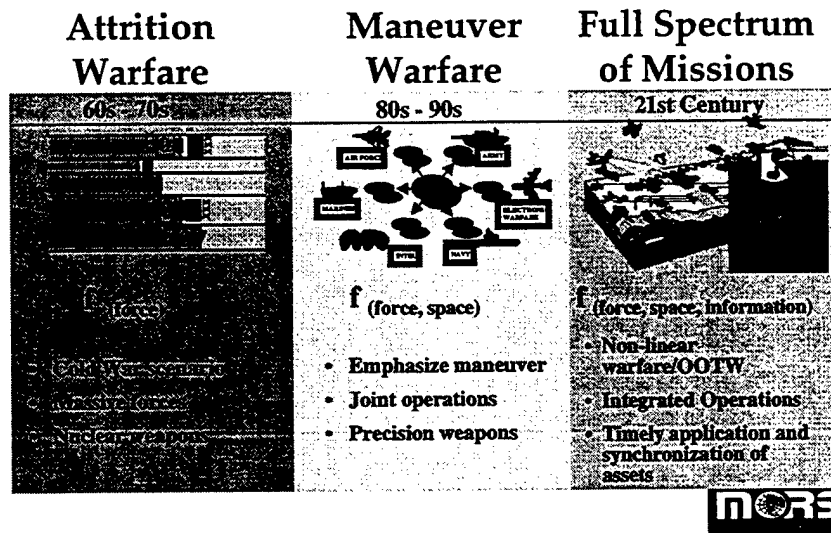 Attrition
Warfare
Maneuver
Warfare
Full Spectrum
of Missions
60s - 70s
80s - 90s
21st Century
AIR FORCE
ARMY
MARINES
ELECTRONIC
WARFARE
INTEL
NAVY
f (force)
f (force, space)
f (force, space, information)
• Cold War scenario
• Massive force
• Nuclear weapons
• Emphasize maneuver
• Joint operations
• Precision weapons
• Non-linear
warfare/OOTW
• Integrated Operations
• Timely application and
synchronization of
assets
MORS